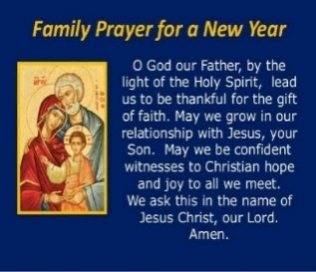 Family Prayer for a New Year
O God our Father, by the
light of the Holy Spirit, lead
us to be thankful for the gift
of faith. May we grow in our
relationship with Jesus, your
Son. May we be confident
witnesses to Christian hope
and joy to all we meet.
We ask this in the name of
Jesus Christ, our Lord.
Amen.